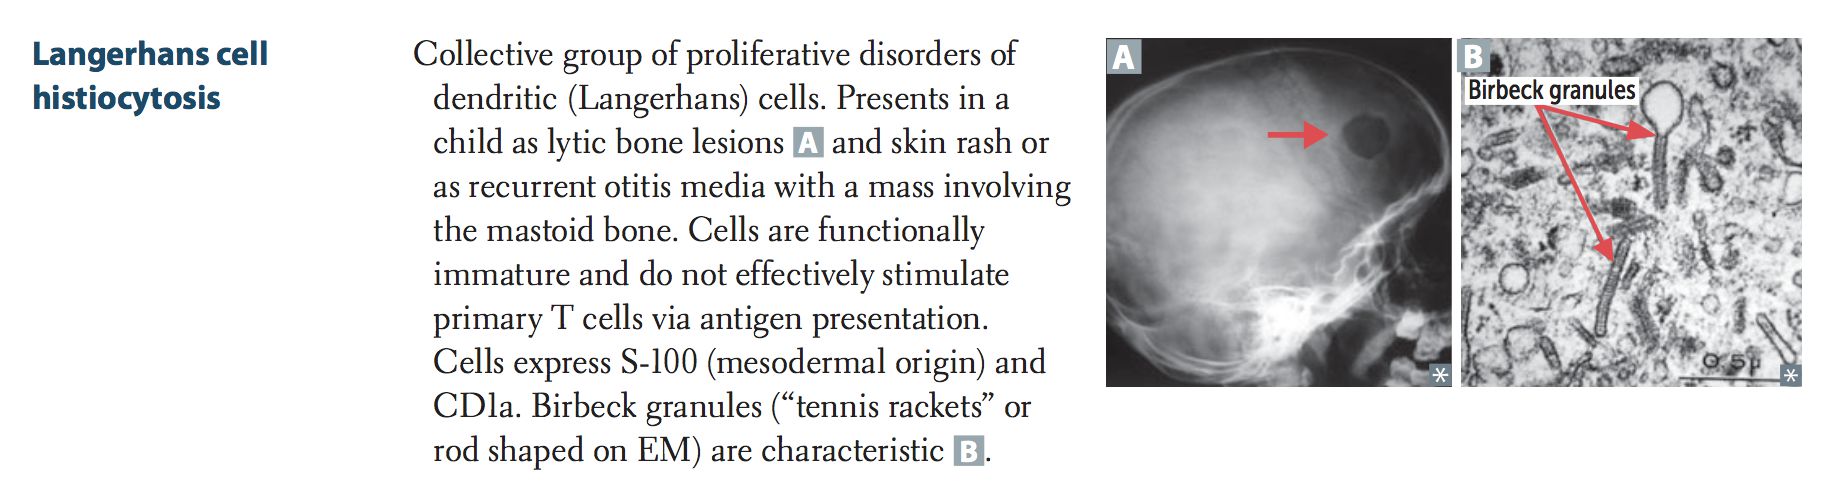 Langerhans cell
histiocytosis
Collective group of proliferative disorders of
dendritic (Langerhans) cells. Presents in a
child as lytic bone lesions A and skin rash or
as recurrent otitis media with a mass involving
the mastoid bone. Cells are functionally
immature and do not effectively stimulate
primary T cells via antigen presentation.
Cells express S-100 (mesodermal origin) and
CD1a. Birbeck granules (“tennis rackets” or
rod shaped on EM) are characteristic B.
A
*
B
Birbeck granules
0.5μ
*